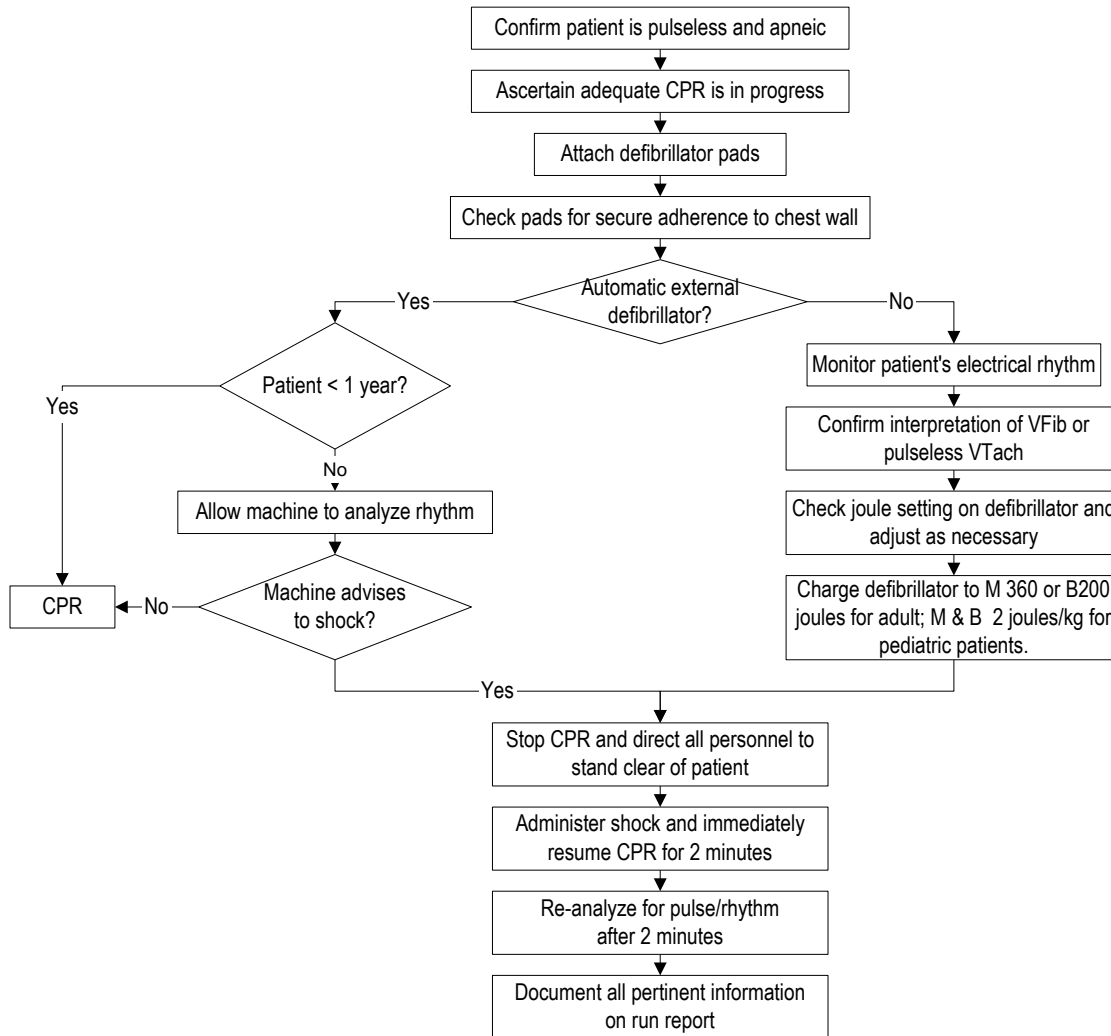 Confirm patient is pulseless and apneic
Ascertain adequate CPR is in progress
Attach defibrillator pads
Check pads for secure adherence to chest wall
Automatic external
defibrillator?
Yes
No
Patient < 1 year?
Yes
No
Allow machine to analyze rhythm
Machine advises
to shock?
No
CPR
Yes
Monitor patient's electrical rhythm
Confirm interpretation of VFib or
pulseless VTach
Check joule setting on defibrillator and
adjust as necessary
Charge defibrillator to M 360 or B200
joules for adult; M & B 2 joules/kg for
pediatric patients.
Stop CPR and direct all personnel to
stand clear of patient
Administer shock and immediately
resume CPR for 2 minutes
Re-analyze for pulse/rhythm
after 2 minutes
Document all pertinent information
on run report